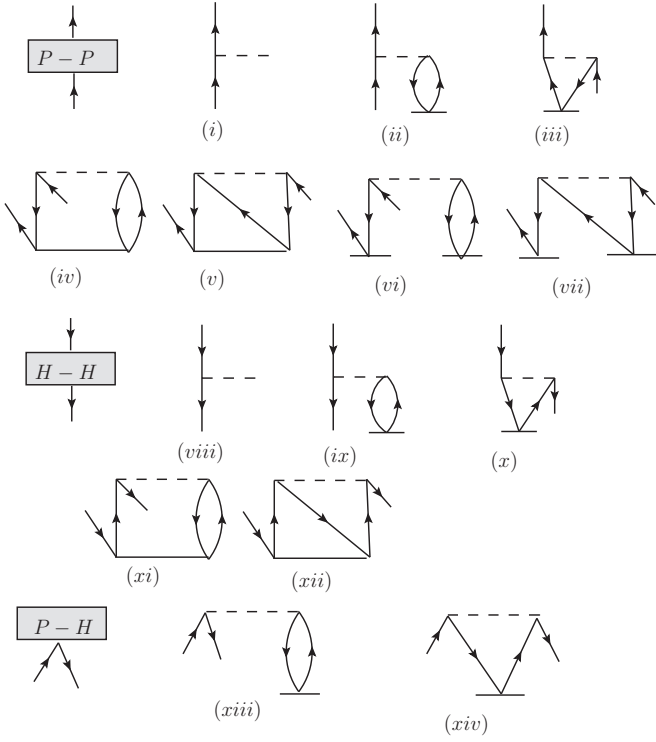 P − P
(i)
(ii)
(iii)
(iv)
(v)
(vi)
(vii)
H − H
(viii)
(ix)
(x)
(xi)
(xii)
P − H
(xiii)
(xiv)